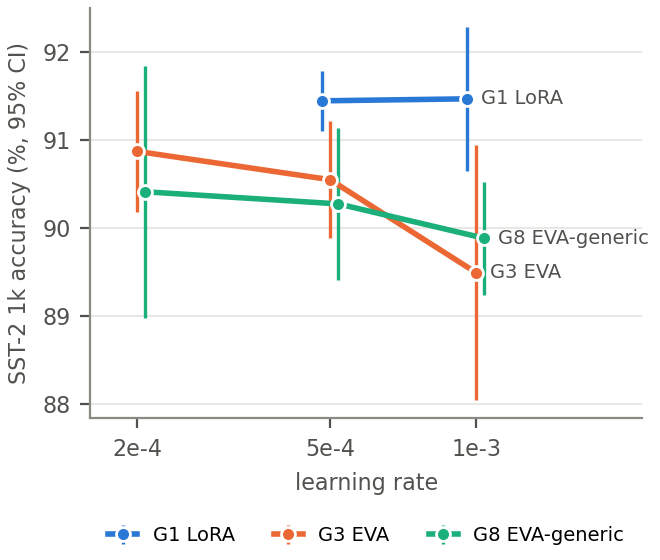 SST-2 1k accuracy (%, 95% CI)
92
91
90
89
88
G1 LoRA
G8 EVA-generic
G3 EVA
2e-4 5e-4 1e-3
learning rate
G1 LoRA G3 EVA G8 EVA-generic